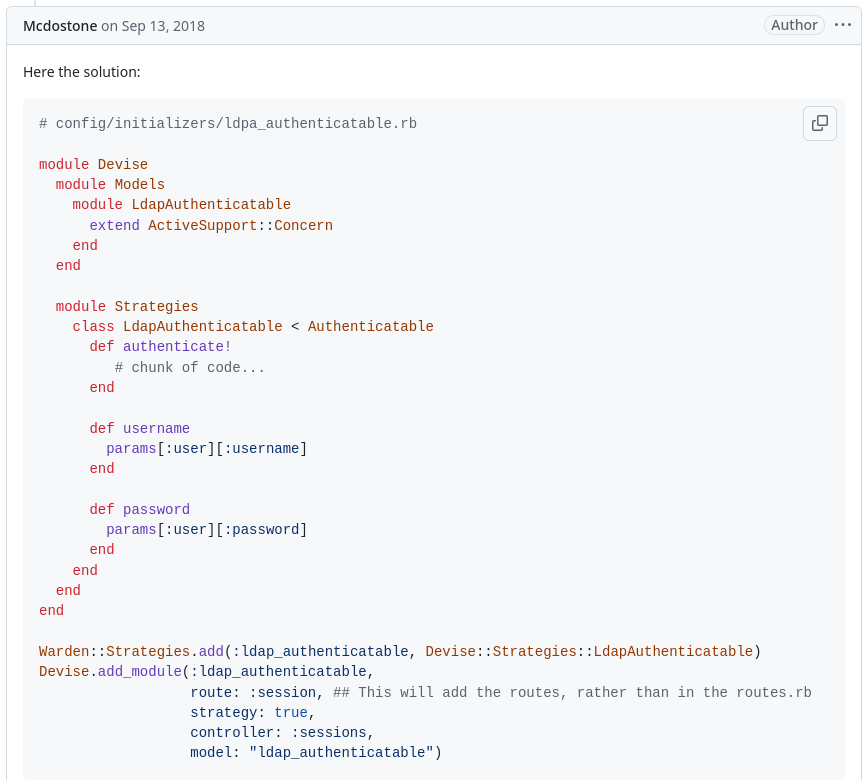 Mcdostone on Sep 13, 2018 Author ···
Here the solution:
# config/initializers/ldpa_authenticatable.rb
module Devise
  module Models
    module LdapAuthenticatable
      extend ActiveSupport::Concern
    end
  end
  module Strategies
    class LdapAuthenticatable < Authenticatable
      def authenticate!
         # chunk of code...
      end
      def username
        params[:user][:username]
      end
      def password
        params[:user][:password]
      end
    end
  end
end
Warden::Strategies.add(:ldap_authenticatable, Devise::Strategies::LdapAuthenticatable)
Devise.add_module(:ldap_authenticatable,
                  route: :session, ## This will add the routes, rather than in the routes.rb
                  strategy: true,
                  controller: :sessions,
                  model: "ldap_authenticatable")